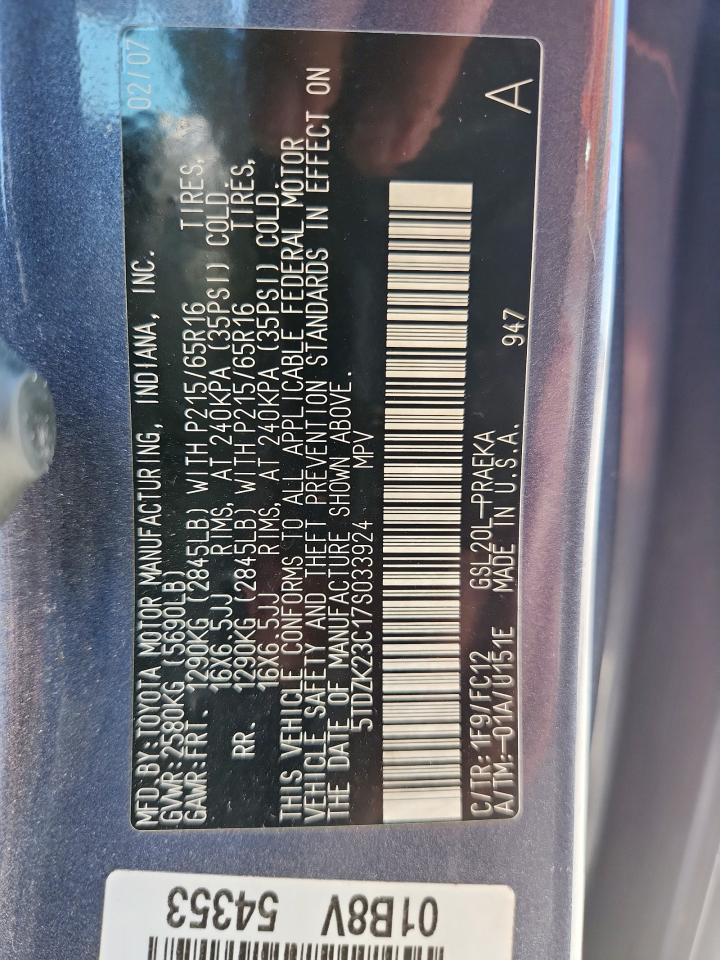 MFD. BY: TOYOTA MOTOR MANUFACTURING, INDIANA, INC. 02/07
GVWR: 2580KG (5690LB)
GAWR: FRT. 1290KG (2845LB) WITH P215/65R16 TIRES,
16X6.5JJ RIMS, AT 240KPA (35PSI) COLD.
RR. 1290KG (2845LB) WITH P215/65R16 TIRES,
16X6.5JJ RIMS, AT 240KPA (35PSI) COLD.
THIS VEHICLE CONFORMS TO ALL APPLICABLE FEDERAL MOTOR
VEHICLE SAFETY AND THEFT PREVENTION STANDARDS IN EFFECT ON
THE DATE OF MANUFACTURE SHOWN ABOVE.
5TDZK23C17S033924 MPV
C/TR: 1F9/FC12 GSL20L-PRAEKA
A/TM: -01A/U151E MADE IN U.S.A. 947 A
01B8V
54353